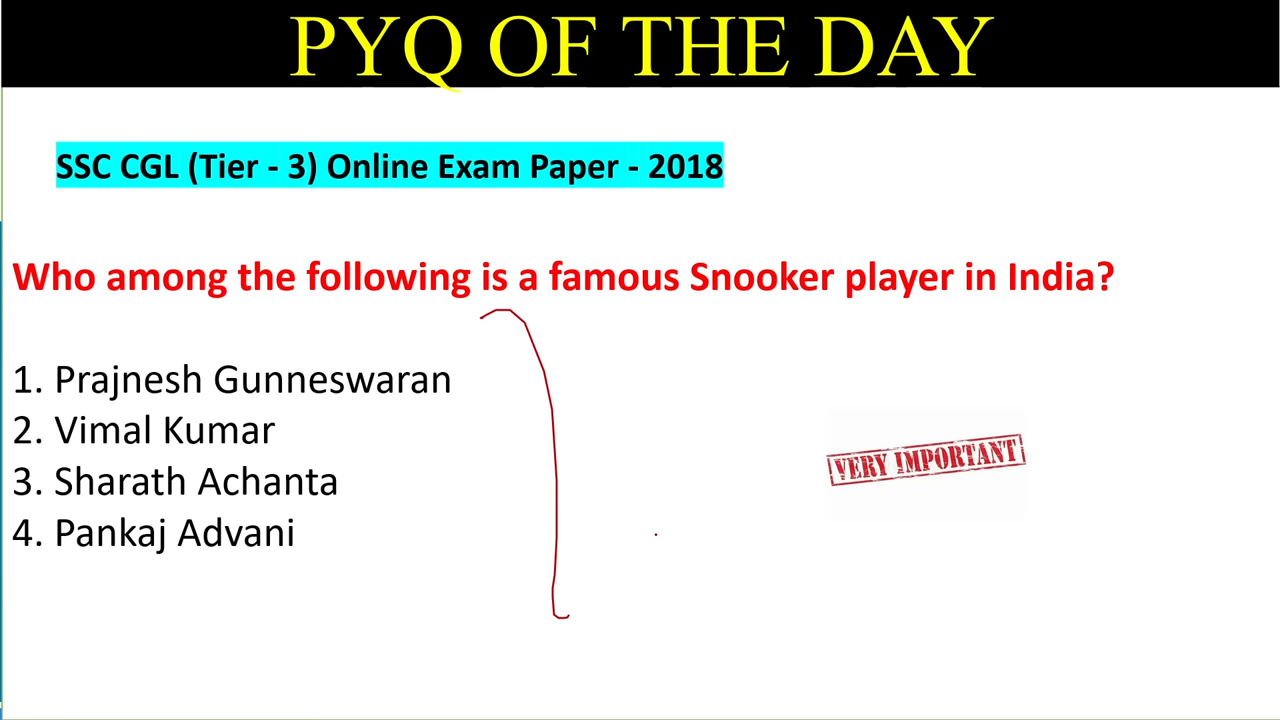 PYQ OF THE DAY
SSC CGL (Tier - 3) Online Exam Paper - 2018
Who among the following is a famous Snooker player in India?
1. Prajnesh Gunneswaran
2. Vimal Kumar
3. Sharath Achanta
4. Pankaj Advani
VERY IMPORTANT